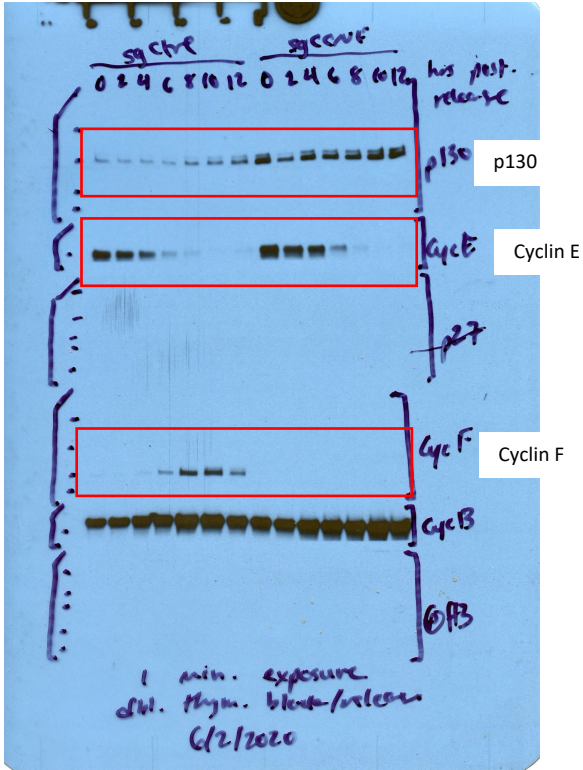 sgCtrl sgCCNF
0 2 4 6 8 10 12 0 2 4 6 8 10 12 hrs post-
release
p130 p130
CycE Cyclin E
p27
CycF Cyclin F
CycB
1 min. exposure
dbl. thym. block/release
6/2/2020